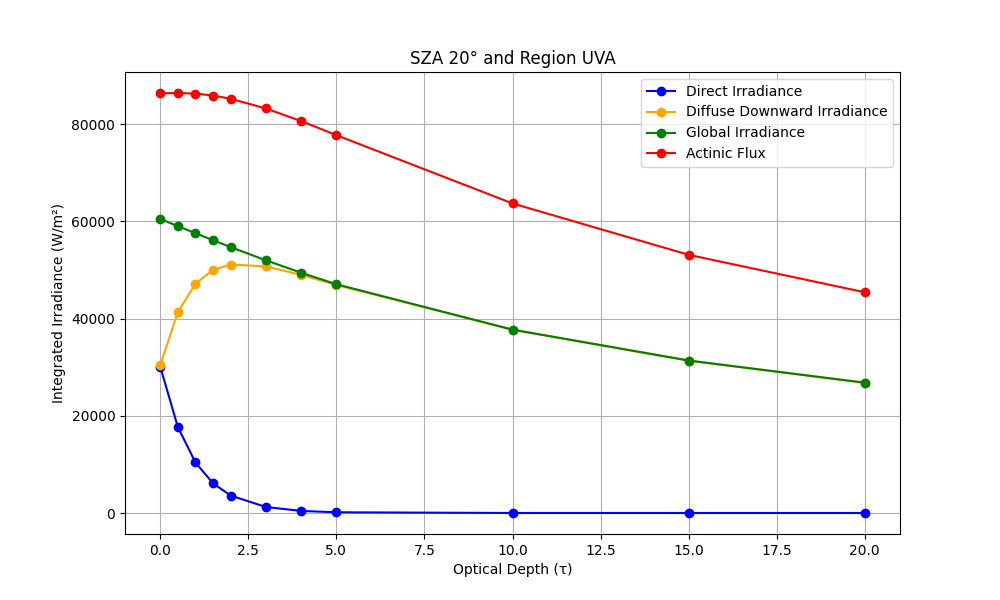 SZA 20° and Region UVA
Direct Irradiance
Diffuse Downward Irradiance
Global Irradiance
Actinic Flux
Integrated Irradiance (W/m²)
80000
60000
40000
20000
0
0.0 2.5 5.0 7.5 10.0 12.5 15.0 17.5 20.0
Optical Depth (τ)